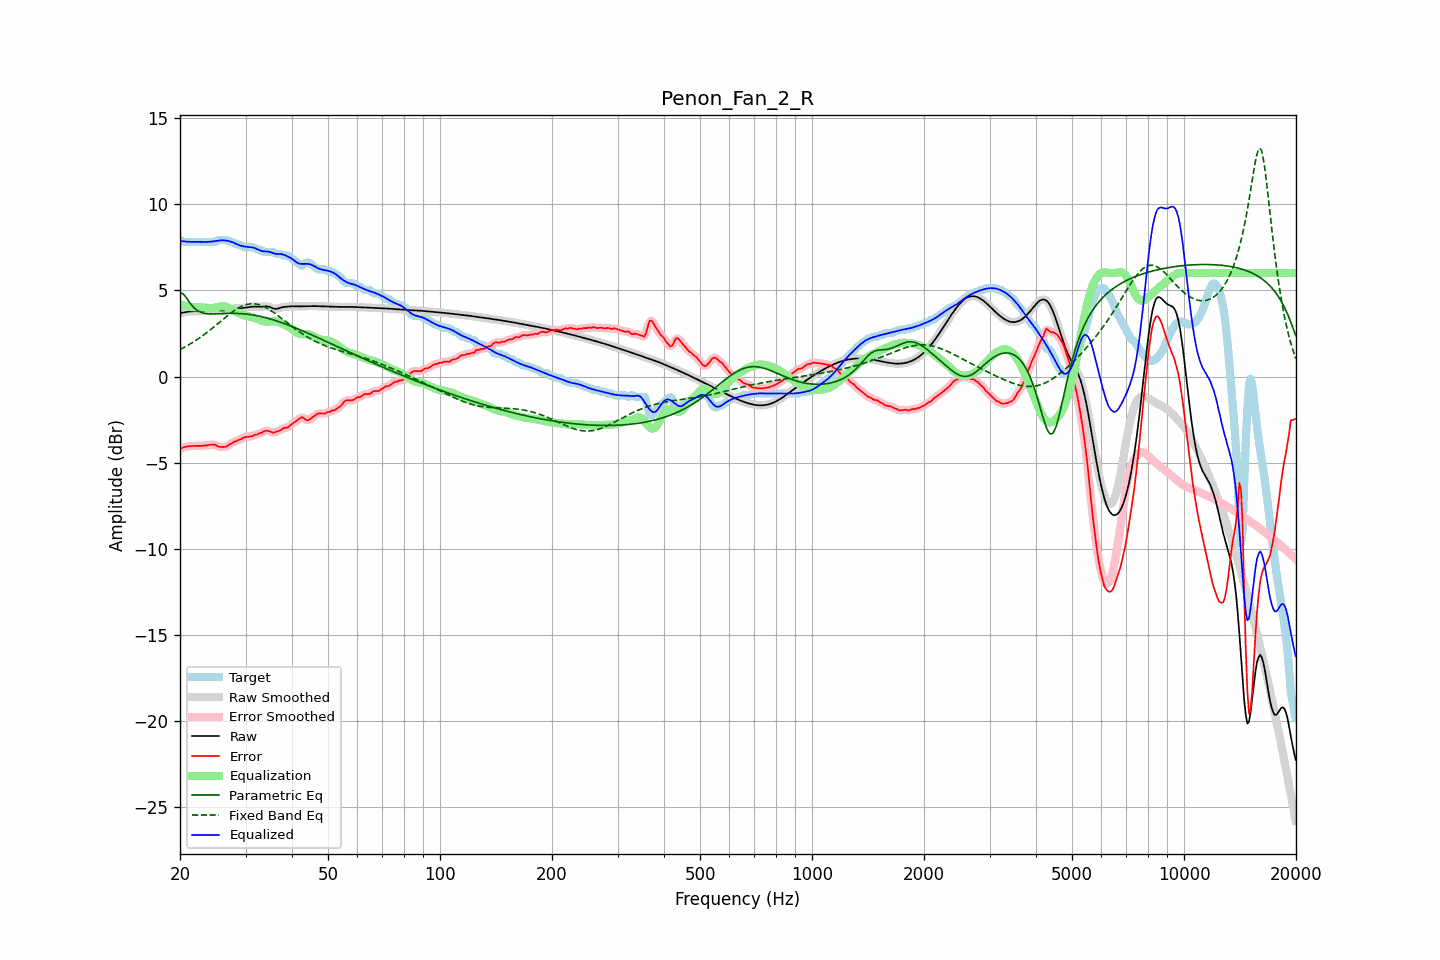 Penon_Fan_2_R
15
10
5
0
−5
−10
−15
−20
−25
Amplitude (dBr)
Target
Raw Smoothed
Error Smoothed
Raw
Error
Equalization
Parametric Eq
Fixed Band Eq
Equalized
20 50 100 200 500 1000 2000 5000 10000 20000
Frequency (Hz)